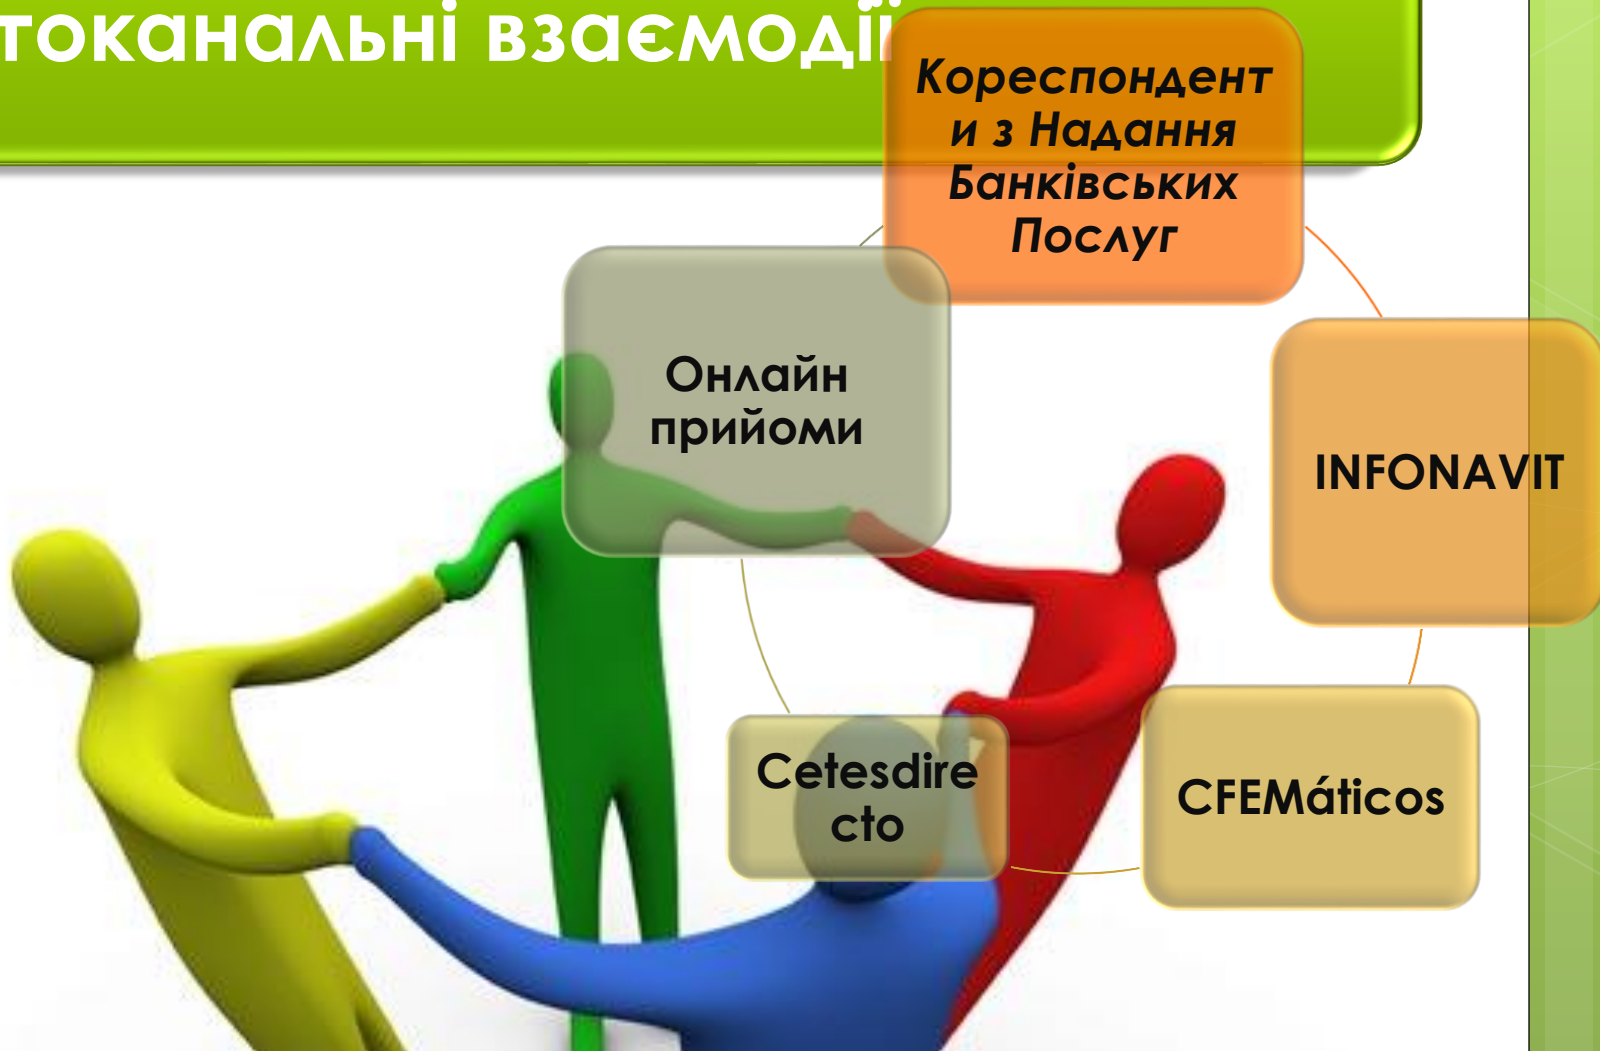 токанальні взаємодії
Кореспондент
и з Надання
Банківських
Послуг
Онлайн
прийоми
INFONAVIT
Cetesdire
cto
CFEMáticos